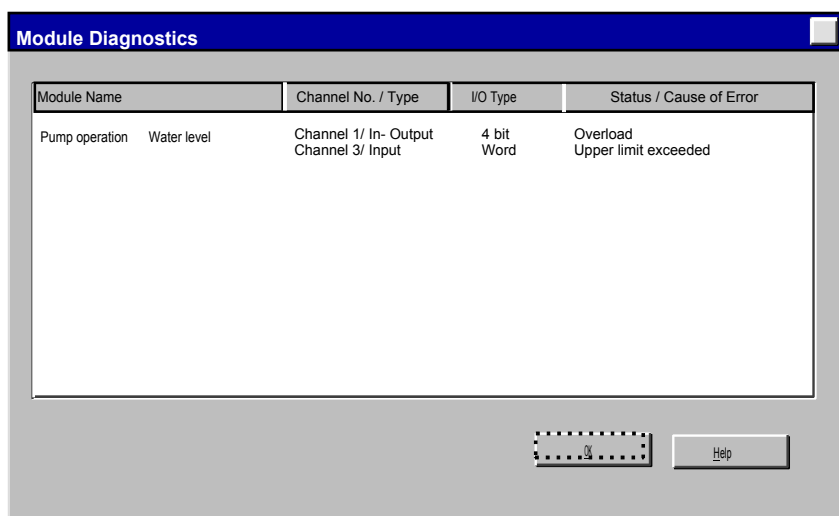 Module Diagnostics
Module Name Channel No. / Type I/O Type Status / Cause of Error
Pump operation Water level Channel 1/ In- Output 4 bit Overload
Channel 3/ Input Word Upper limit exceeded
OK Help